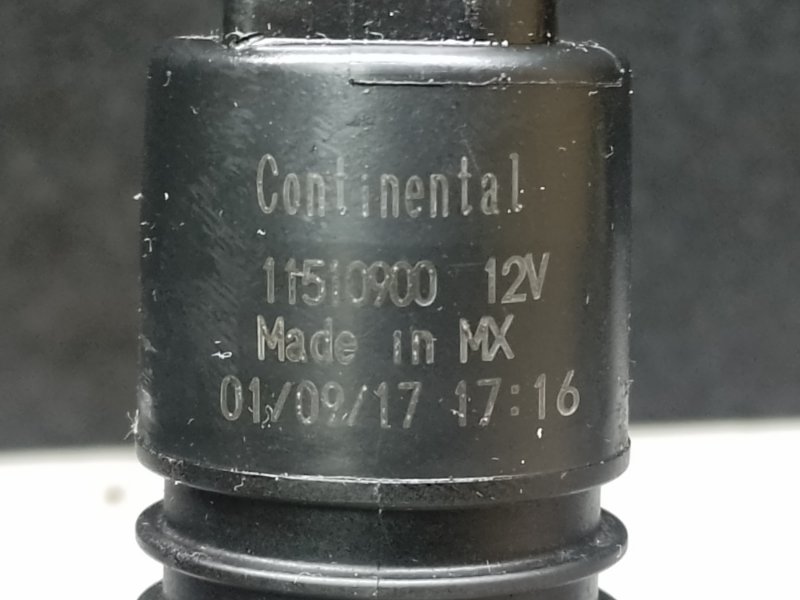 Continental
11510900 12V
Made in MX
01/09/17 17:16